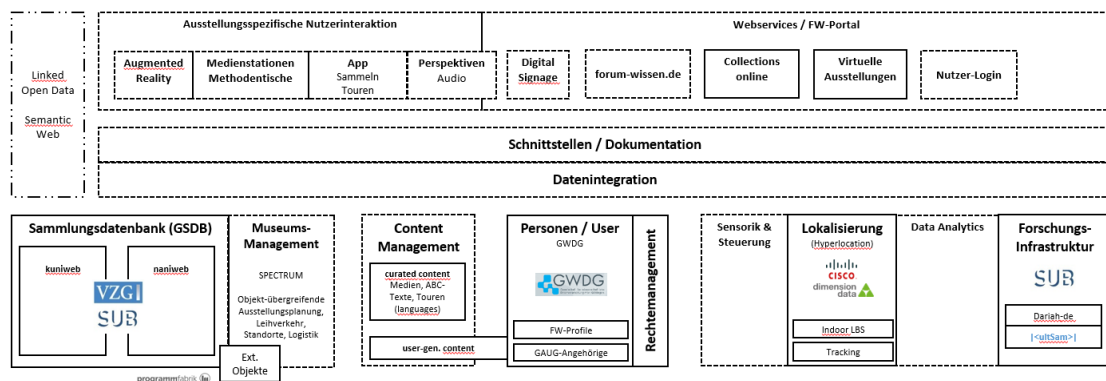 Ausstellungsspezifische Nutzerinteraktion
Webservices / FW-Portal
Linked
Open Data
Semantic
Web
Augmented
Reality
Medienstationen
Methodentische
App
Sammeln
Touren
Perspektiven
Audio
Digital
Signage
forum-wissen.de
Collections
online
Virtuelle
Ausstellungen
Nutzer-Login
Schnittstellen / Dokumentation
Datenintegration
Sammlungsdatenbank (GSDB)
kuniweb
naniweb
VZG
SUB
Museums-
Management
SPECTRUM
Objekt-übergreifende
Ausstellungsplanung,
Leihverkehr,
Standorte, Logistik
Ext.
Objekte
programmfabrik
Content
Management
curated content
Medien, ABC-
Texte, Touren
(languages)
user-gen. content
Personen / User
GWDG
GWDG
FW-Profile
GAUG-Angehörige
Rechtemanagement
Sensorik &
Steuerung
Lokalisierung
(Hyperlocation)
CISCO
dimension
data
Indoor LBS
Tracking
Data Analytics
Forschungs-
Infrastruktur
SUB
Dariah-de
|<ultSam>|